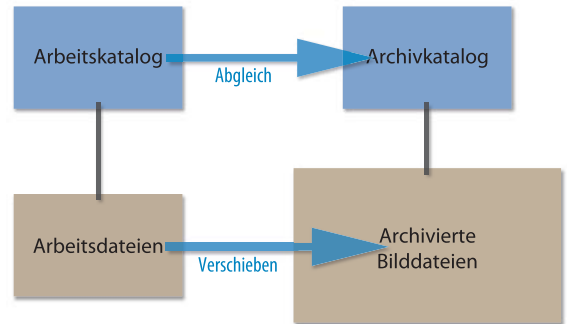 Arbeitskatalog
Abgleich
Archivkatalog
Arbeitsdateien
Verschieben
Archivierte
Bilddateien